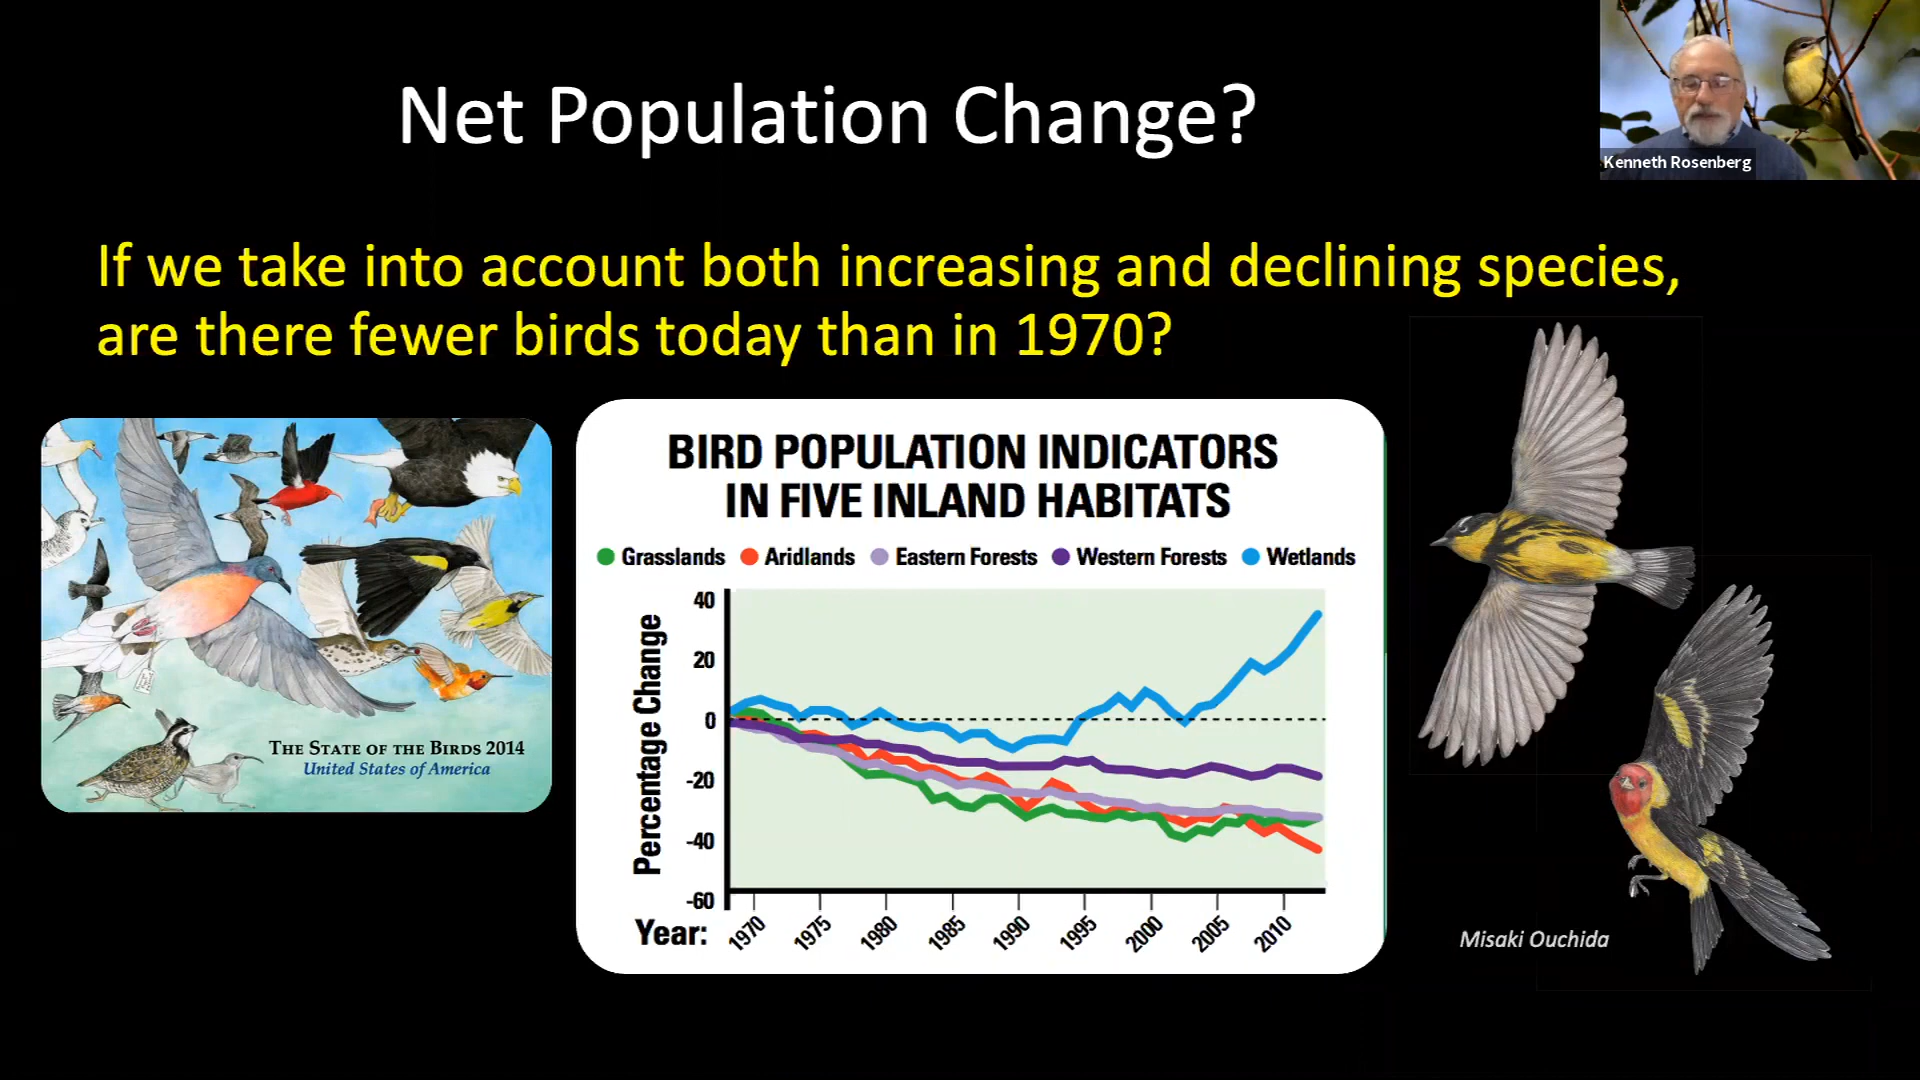 Net Population Change?
Kenneth Rosenberg
If we take into account both increasing and declining species,
are there fewer birds today than in 1970?
THE STATE OF THE BIRDS 2014
United States of America
BIRD POPULATION INDICATORS
IN FIVE INLAND HABITATS
Grasslands Aridlands Eastern Forests Western Forests Wetlands
Percentage Change
40
20
0
-20
-40
-60
Year: 1970 1975 1980 1985 1990 1995 2000 2005 2010
Misaki Ouchida